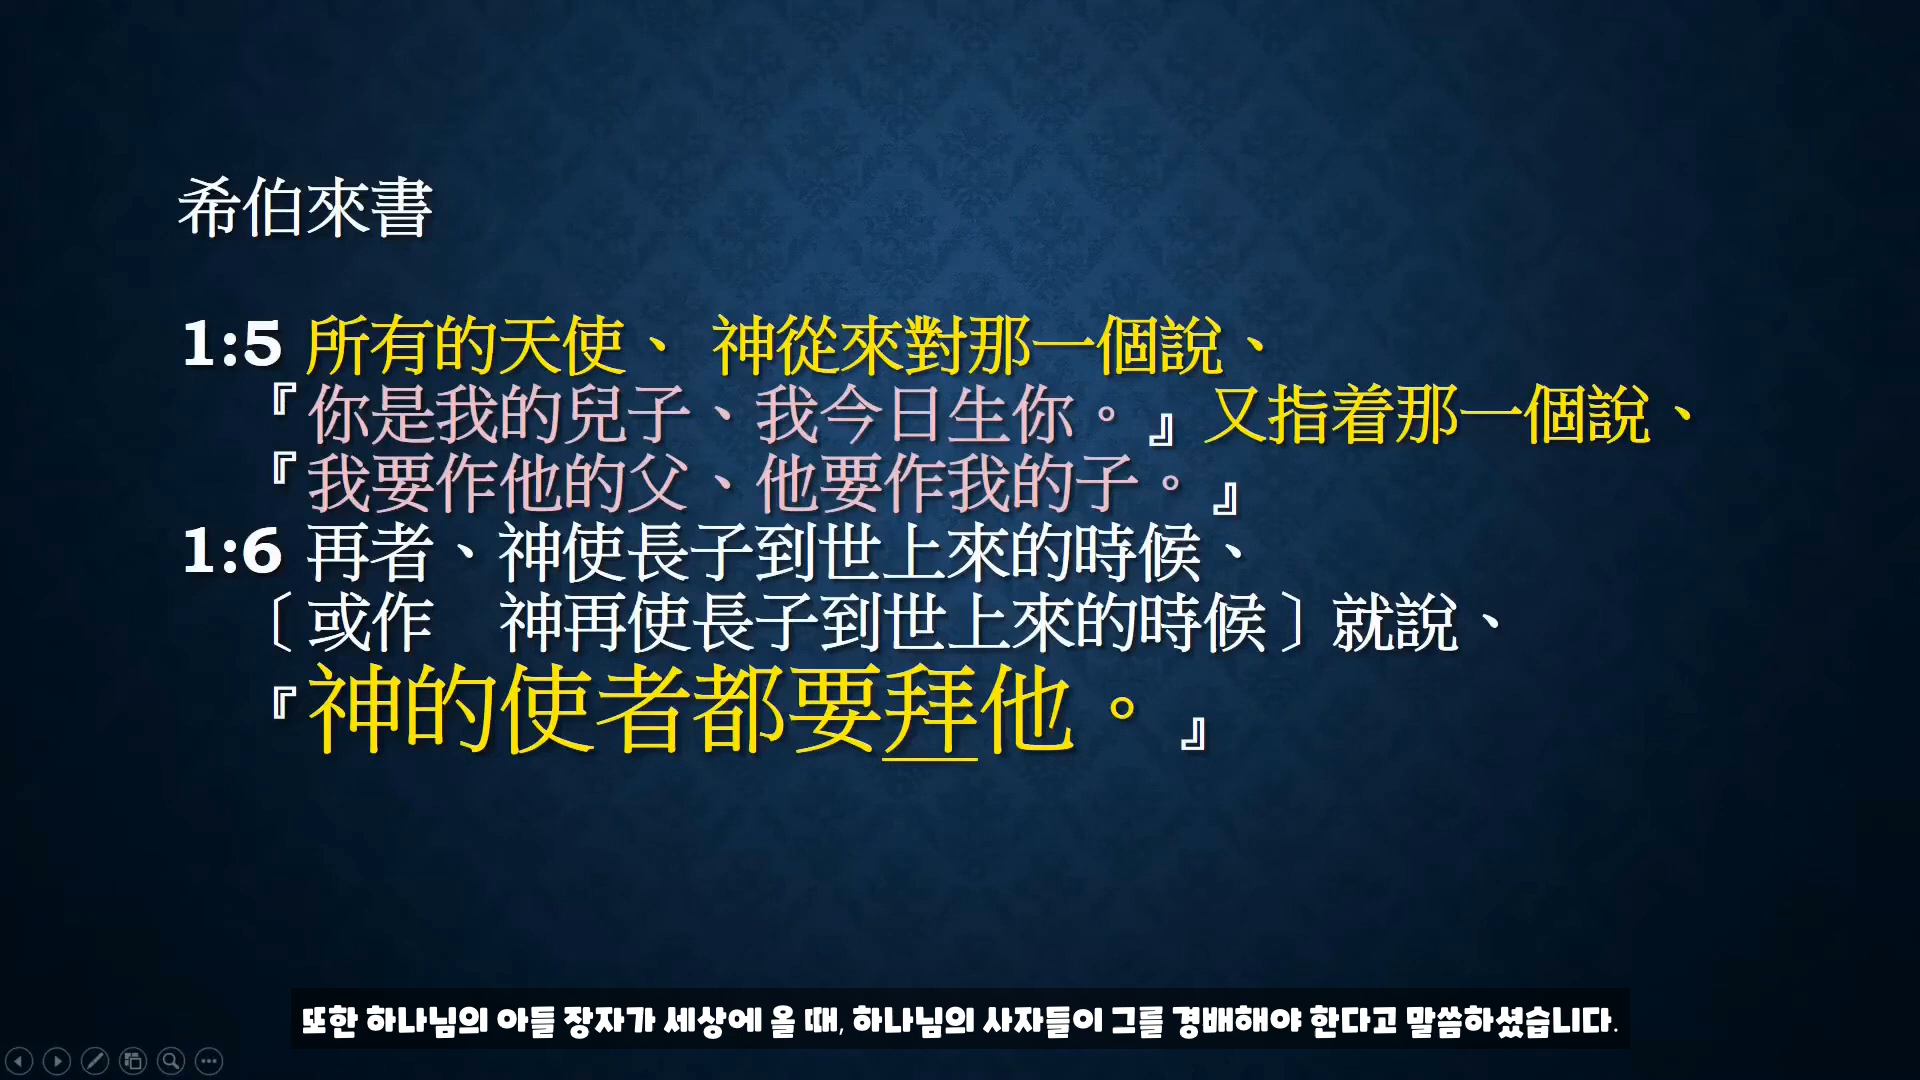 希伯來書
1:5 所有的天使、 神從來對那一個說、
『你是我的兒子、我今日生你。』又指着那一個說、
『我要作他的父、他要作我的子。』
1:6 再者、神使長子到世上來的時候、
〔或作　神再使長子到世上來的時候〕就說、
『神的使者都要拜他。』
또한 하나님의 아들 장자가 세상에 올 때, 하나님의 사자들이 그를 경배해야 한다고 말씀하셨습니다.